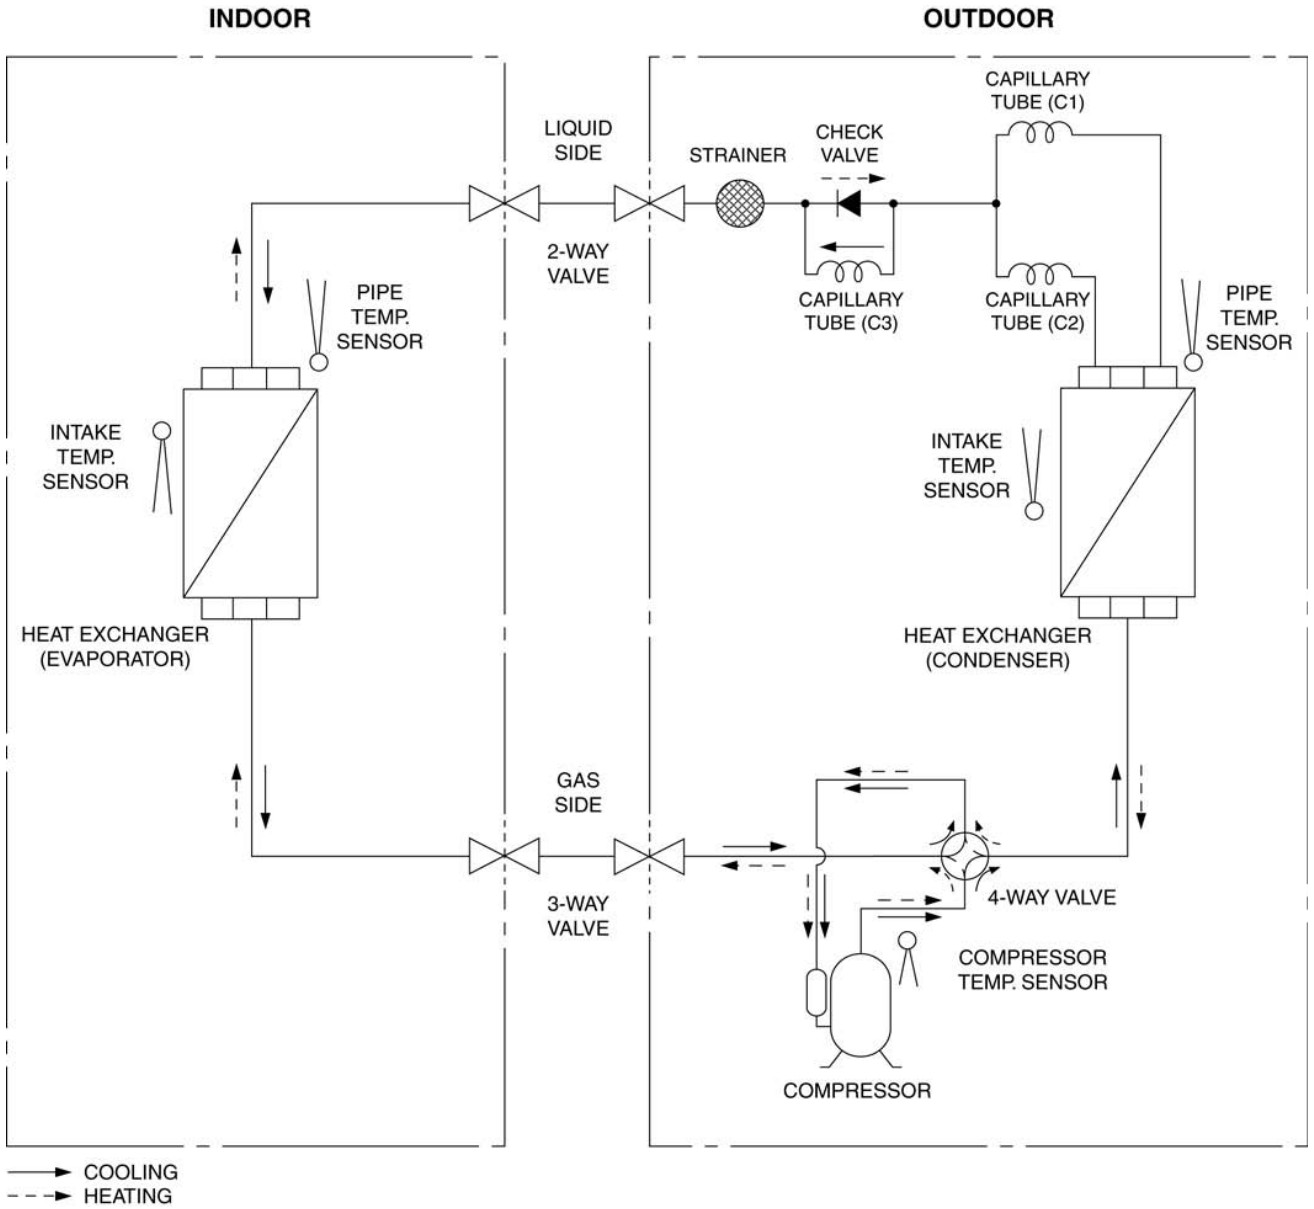 INDOOR
OUTDOOR
LIQUID
SIDE
2-WAY
VALVE
STRAINER
CHECK
VALVE
CAPILLARY
TUBE (C1)
CAPILLARY
TUBE (C3)
CAPILLARY
TUBE (C2)
PIPE
TEMP.
SENSOR
PIPE
TEMP.
SENSOR
INTAKE
TEMP.
SENSOR
INTAKE
TEMP.
SENSOR
HEAT EXCHANGER
(EVAPORATOR)
HEAT EXCHANGER
(CONDENSER)
GAS
SIDE
3-WAY
VALVE
4-WAY VALVE
COMPRESSOR
TEMP. SENSOR
COMPRESSOR
COOLING
HEATING